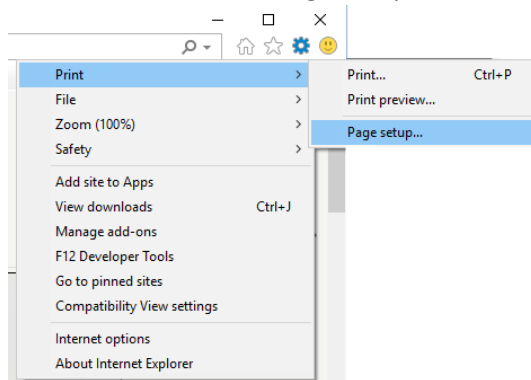 Print
File
Zoom (100%)
Safety
Add site to Apps
View downloads Ctrl+J
Manage add-ons
F12 Developer Tools
Go to pinned sites
Compatibility View settings
Internet options
About Internet Explorer
Print... Ctrl+P
Print preview...
Page setup...